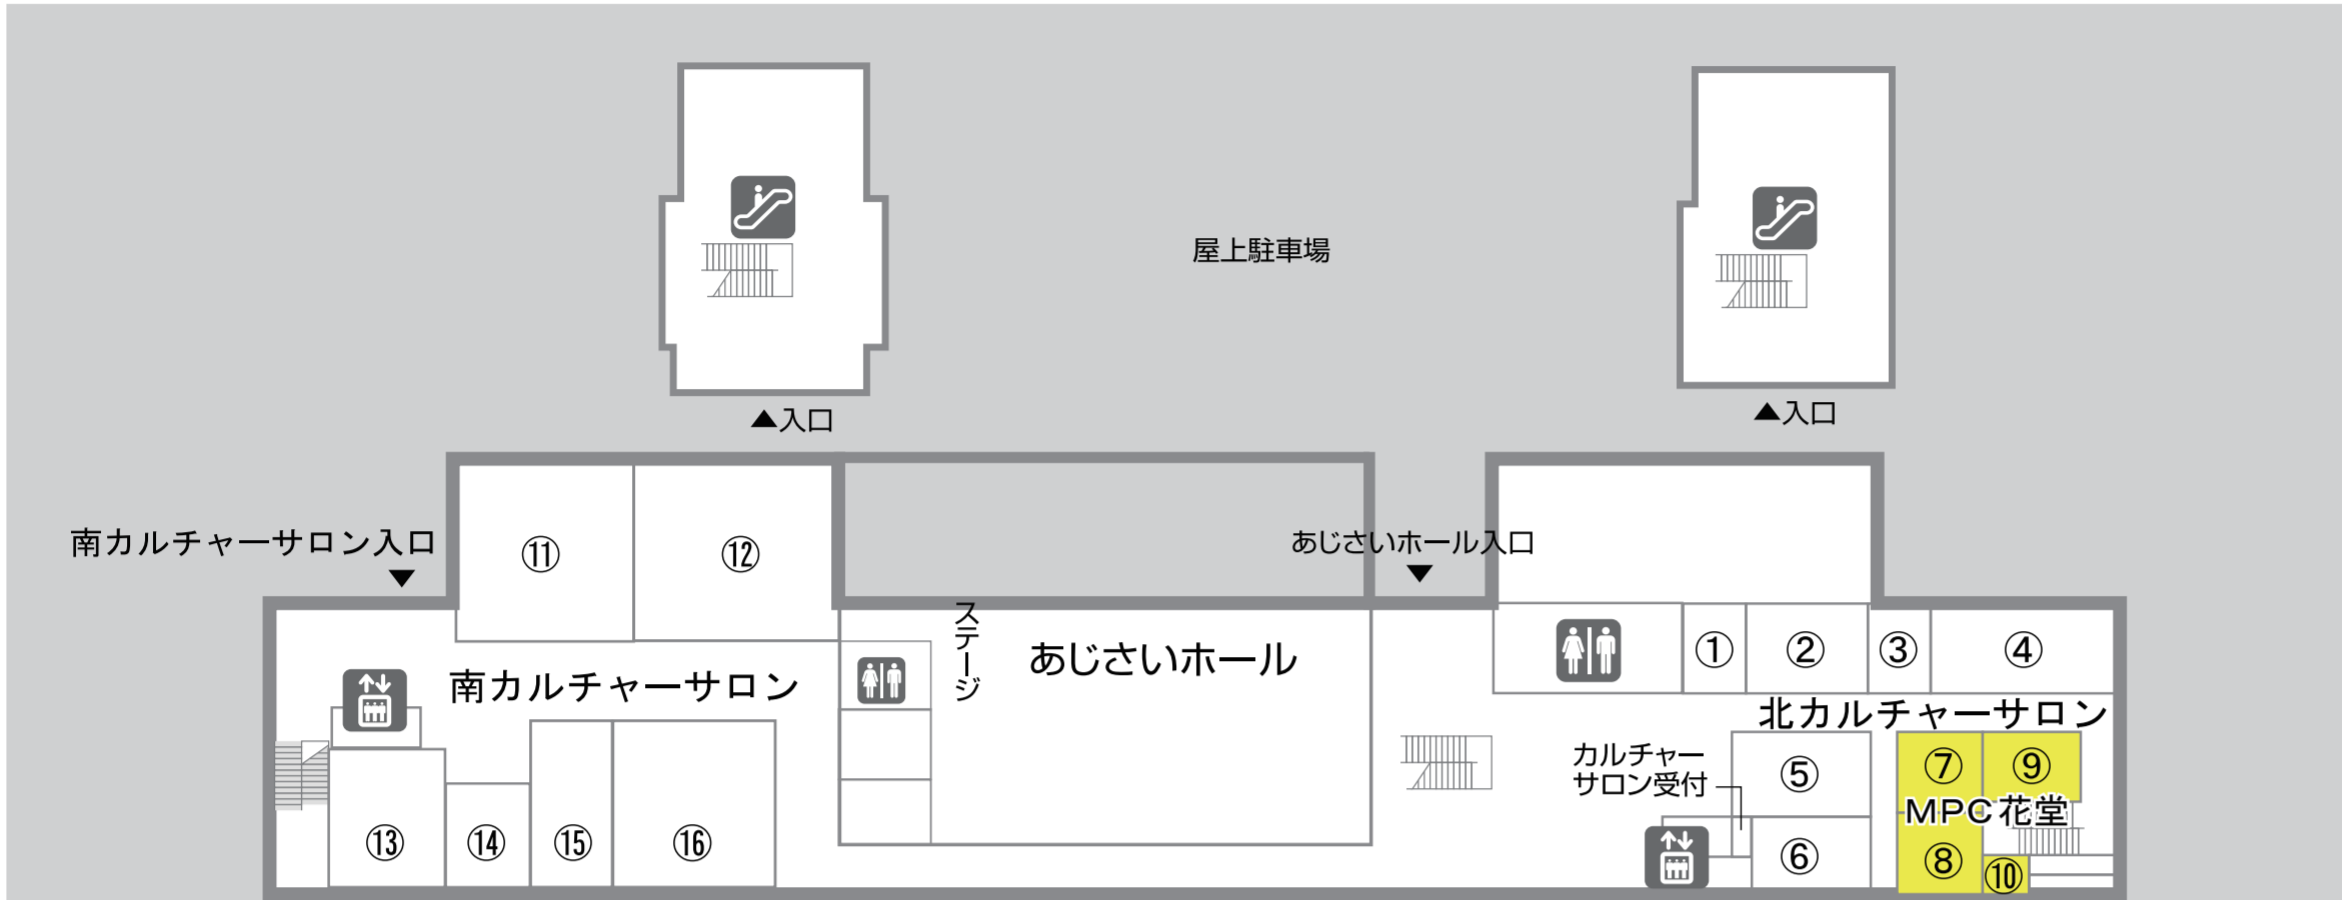 屋上駐車場
▲入口
▲入口
南カルチャーサロン入口
▼
⑪
⑫
あじさいホール入口
▼
ステージ
あじさいホール
①
②
③
④
南カルチャーサロン
北カルチャーサロン
カルチャー
サロン受付
⑤
⑦
⑨
MPC花堂
⑬
⑭
⑮
⑯
⑥
⑧
⑩